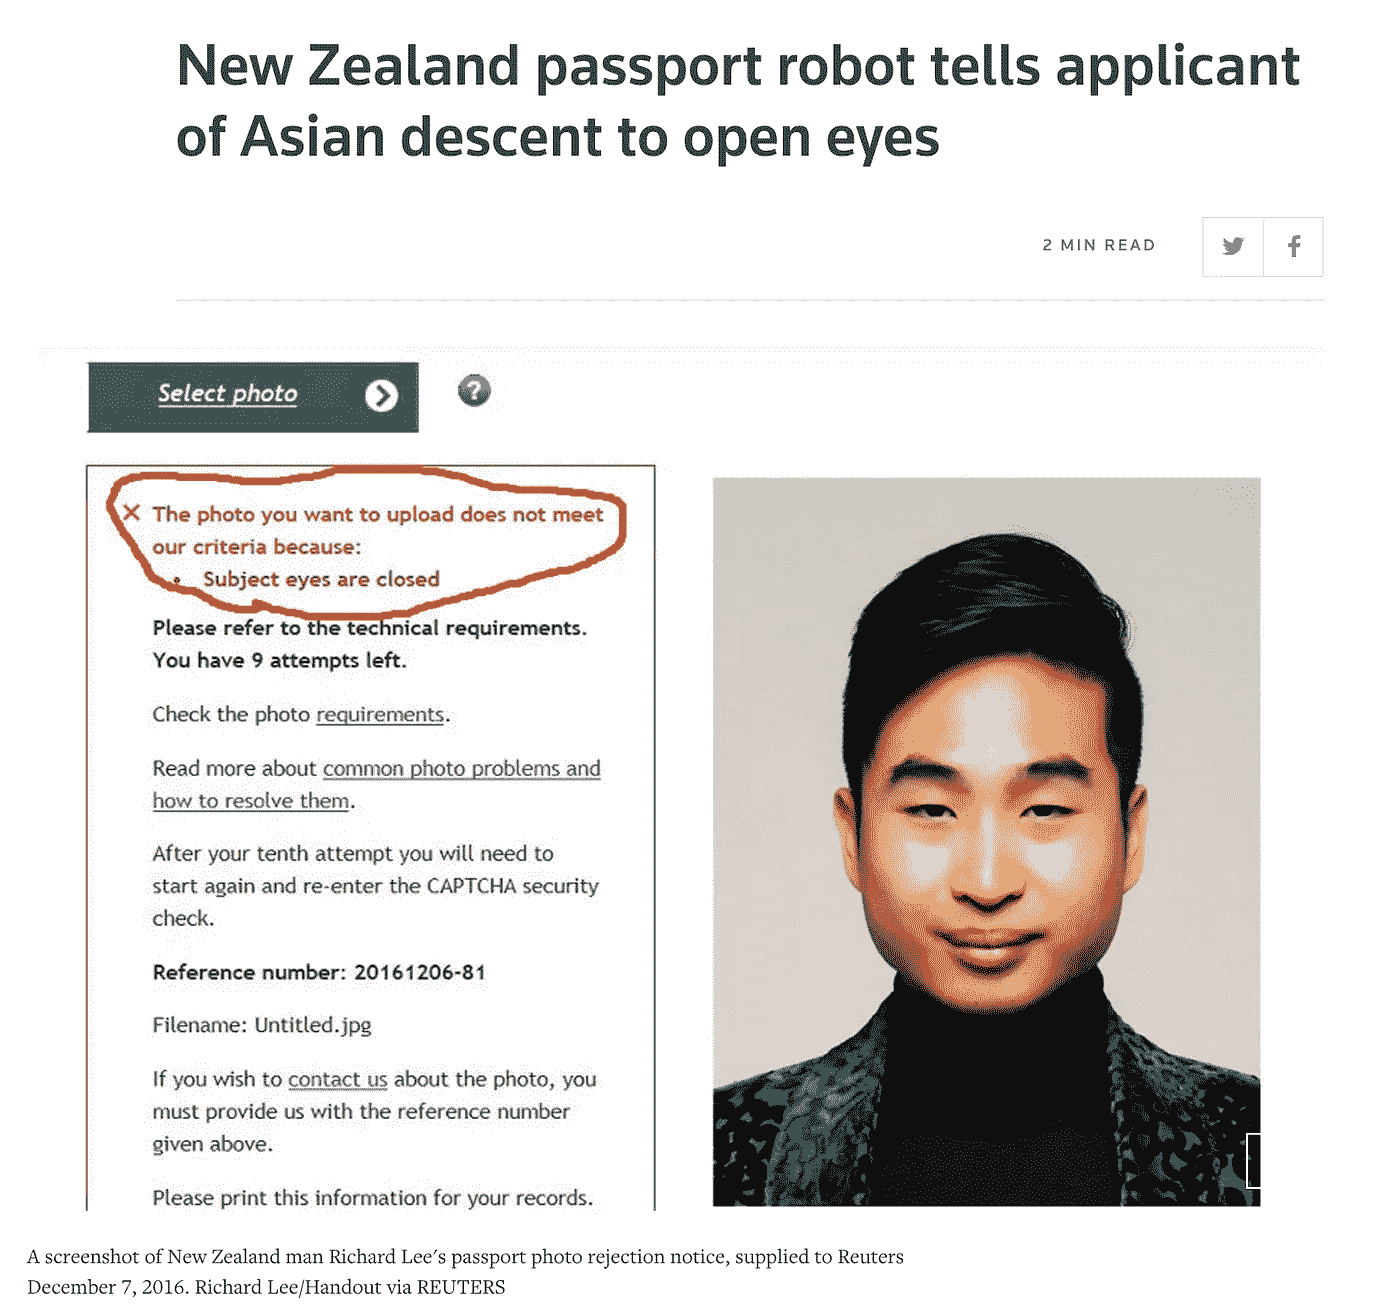 New Zealand passport robot tells applicant
of Asian descent to open eyes
2 MIN READ
Select photo
?
The photo you want to upload does not meet
our criteria because:
• Subject eyes are closed
Please refer to the technical requirements.
You have 9 attempts left.
Check the photo requirements.
Read more about common photo problems and
how to resolve them.
After your tenth attempt you will need to
start again and re-enter the CAPTCHA security
check.
Reference number: 20161206-81
Filename: Untitled.jpg
If you wish to contact us about the photo, you
must provide us with the reference number
given above.
Please print this information for your records.
A screenshot of New Zealand man Richard Lee's passport photo rejection notice, supplied to Reuters
December 7, 2016. Richard Lee/Handout via REUTERS